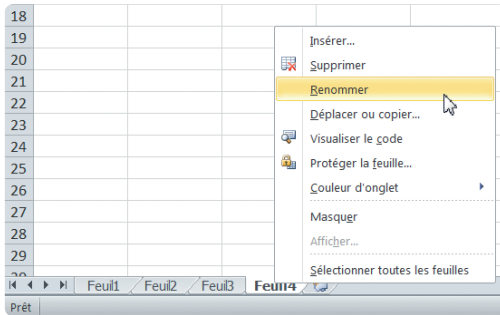 18
19
20
21
22
23
24
25
26
27
28
29
Insérer...
Supprimer
Renommer
Déplacer ou copier...
Visualiser le code
Protéger la feuille...
Couleur d'onglet
Masquer
Afficher...
Sélectionner toutes les feuilles
Feuil1 Feuil2 Feuil3 Feuil4
Prêt